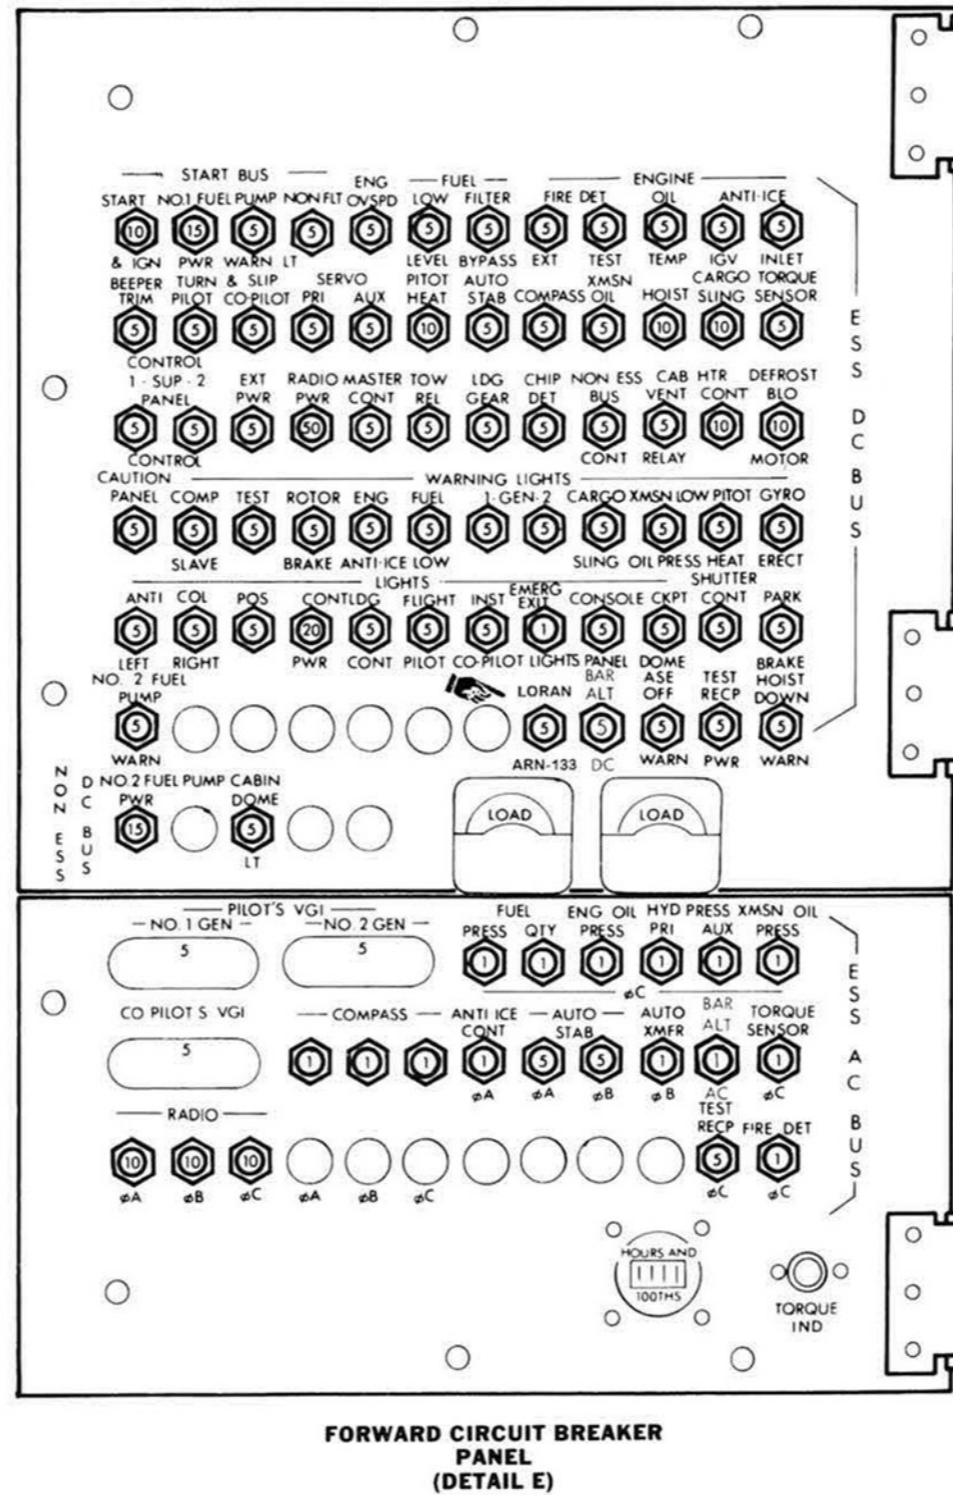 START BUS
ENG
FUEL
ENGINE
START NO.1 FUEL PUMP NON FLT OVSPD LOW FILTER FIRE DET OIL ANTI-ICE
10 15 5 5 5 5 5 5 5 5 5 5
& IGN PWR WARN LT LEVEL BYPASS EXT TEST TEMP IGV INLET
BEEPER TURN & SLIP SERVO PITOT AUTO XMSN CARGO TORQUE
TRIM PILOT CO-PILOT PRI AUX HEAT STAB COMPASS OIL HOIST SLING SENSOR
5 5 5 5 5 10 5 5 5 10 10 5
CONTROL
1 - SUP - 2 EXT RADIO MASTER TOW LDG CHIP NON ESS CAB HTR DEFROST
PANEL PWR PWR CONT REL GEAR DET BUS VENT CONT BLO
5 5 5 50 5 5 5 5 5 5 10 10
CONTROL CONT RELAY MOTOR
CAUTION WARNING LIGHTS
PANEL COMP TEST ROTOR ENG FUEL 1-GEN-2 CARGO XMSN LOW PITOT GYRO
5 5 5 5 5 5 5 5 5 5 5 5
SLAVE BRAKE ANTI-ICE LOW SLING OIL PRESS HEAT ERECT
LIGHTS SHUTTER
ANTI COL POS CONT LDG FLIGHT INST EMERG EXIT CONSOLE CKPT CONT PARK
5 5 5 20 5 5 5 1 5 5 5 5
LEFT RIGHT PWR CONT PILOT CO-PILOT LIGHTS PANEL DOME BRAKE
NO. 2 FUEL BAR ASE TEST HOIST
PUMP LORAN ALT OFF RECP DOWN
5 5 5 5 5 5
WARN ARN-133 DC WARN PWR WARN
ESS DC BUS
NON ESS DC BUS
NO.2 FUEL PUMP CABIN
PWR DOME
15 5
LT
LOAD LOAD
PILOT'S VGI
NO. 1 GEN NO. 2 GEN
5 5
FUEL ENG OIL HYD PRESS XMSN OIL
PRESS QTY PRESS PRI AUX PRESS
1 1 1 1 1 1
øC
CO PILOT S VGI COMPASS ANTI ICE AUTO AUTO BAR TORQUE
CONT STAB XMFR ALT SENSOR
5 1 1 1 1 5 5 1 1 1
øA øA øB øB AC øC
RADIO TEST
RECP FIRE DET
10 10 10 5 1
øA øB øC øA øB øC øC øC
ESS AC BUS
HOURS AND
100THS
TORQUE
IND
FORWARD CIRCUIT BREAKER
PANEL
(DETAIL E)